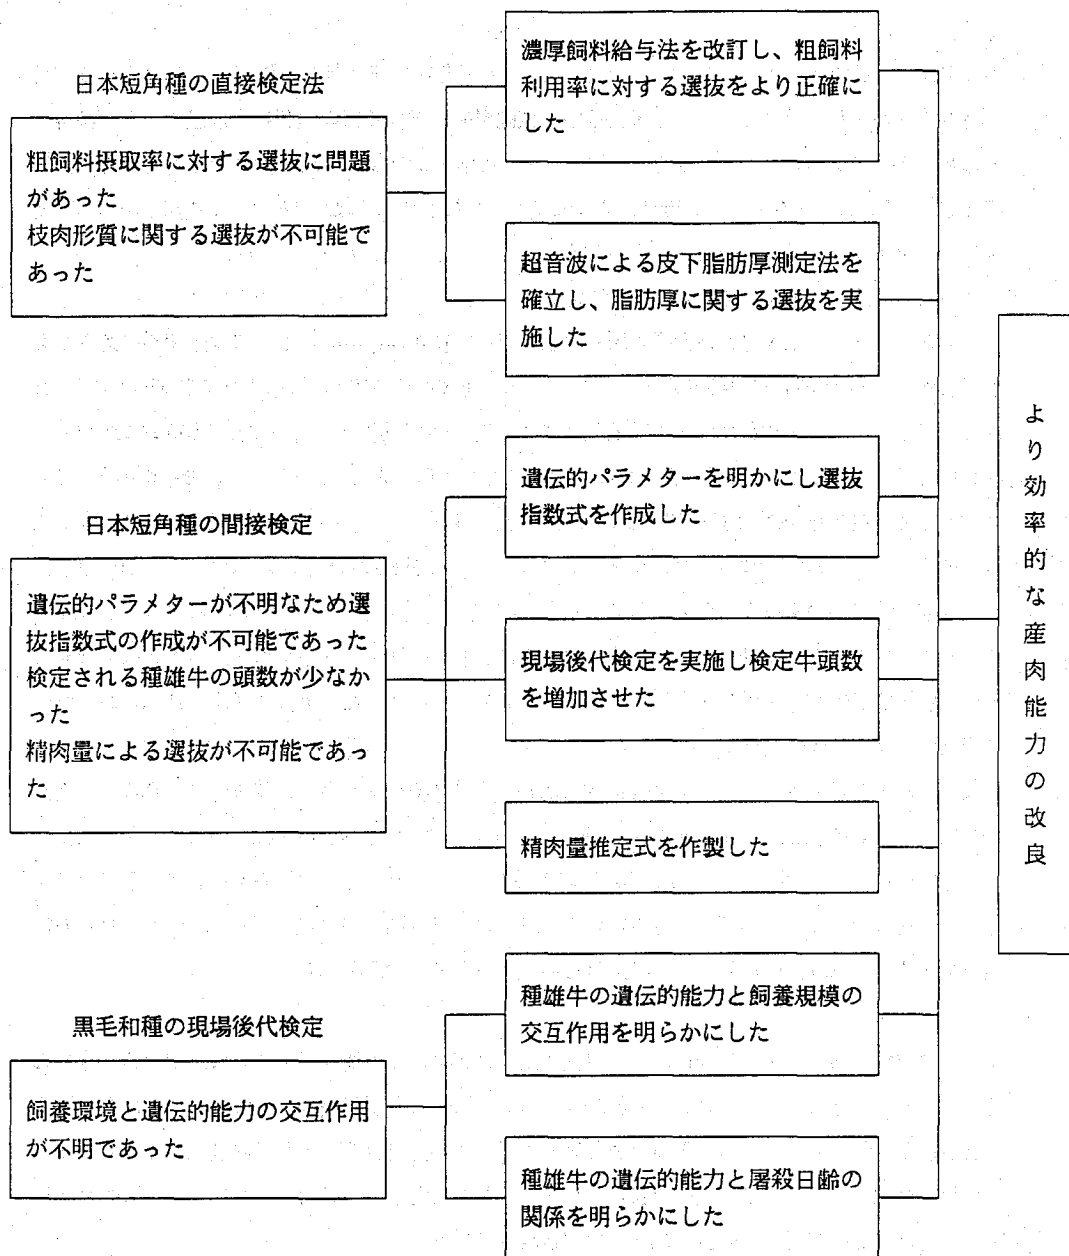 日本短角種の直接検定法
粗飼料摂取率に対する選抜に問題
があった
枝肉形質に関する選抜が不可能で
あった
濃厚飼料給与法を改訂し、粗飼料
利用率に対する選抜をより正確に
した
超音波による皮下脂肪厚測定法を
確立し、脂肪厚に関する選抜を実
施した
日本短角種の間接検定
遺伝的パラメターが不明なため選
抜指数式の作成が不可能であった
検定される種雄牛の頭数が少なか
った
精肉量による選抜が不可能であっ
た
遺伝的パラメターを明かにし選抜
指数式を作成した
現場後代検定を実施し検定牛頭数
を増加させた
精肉量推定式を作製した
黒毛和種の現場後代検定
飼養環境と遺伝的能力の交互作用
が不明であった
種雄牛の遺伝的能力と飼養規模の
交互作用を明らかにした
種雄牛の遺伝的能力と屠殺日齢の
関係を明らかにした
より効率的な産肉能力の改良